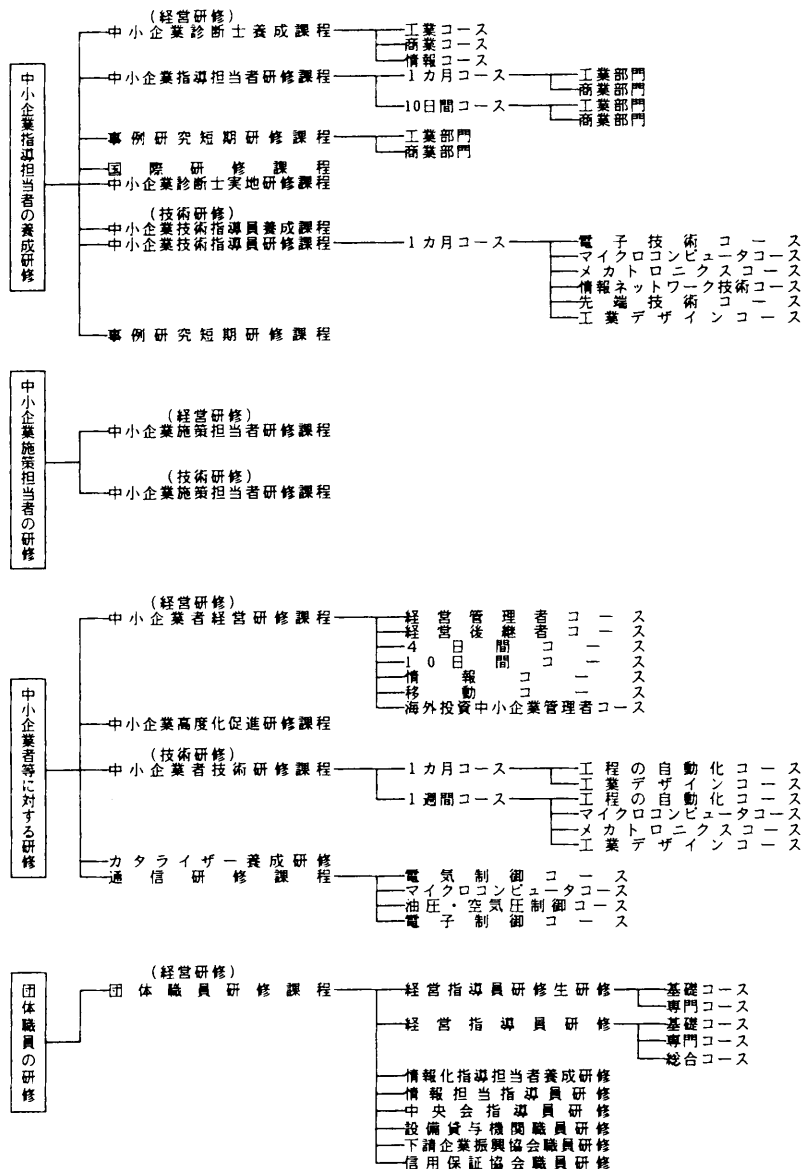 中小企業指導担当者の養成研修
（経営研修）
中小企業診断士養成課程
工業コース
商業コース
情報コース
中小企業指導担当者研修課程
1カ月コース
工業部門
商業部門
10日間コース
工業部門
商業部門
事例研究短期研修課程
工業部門
商業部門
国際研修課程
中小企業診断士実地研修課程
（技術研修）
中小企業技術指導員養成課程
中小企業技術指導員研修課程
1カ月コース
電子技術コース
マイクロコンピュータコース
メカトロニクスコース
情報ネットワーク技術コース
先端技術コース
工業デザインコース
事例研究短期研修課程
中小企業施策担当者の研修
（経営研修）
中小企業施策担当者研修課程
（技術研修）
中小企業施策担当者研修課程
中小企業者等に対する研修
（経営研修）
中小企業者経営研修課程
経営管理者コース
経営後継者コース
4日間コース
10日間コース
情報コース
移動コース
海外投資中小企業管理者コース
中小企業高度化促進研修課程
（技術研修）
中小企業者技術研修課程
1カ月コース
工程の自動化コース
工業デザインコース
1週間コース
工程の自動化コース
マイクロコンピュータコース
メカトロニクスコース
工業デザインコース
カタライザー養成研修
通信研修課程
電気制御コース
マイクロコンピュータコース
油圧・空気圧制御コース
電子制御コース
団体職員の研修
（経営研修）
団体職員研修課程
経営指導員研修生研修
基礎コース
専門コース
経営指導員研修
基礎コース
専門コース
総合コース
情報化指導担当者養成研修
情報担当指導員研修
中央会指導員研修
設備貸与機関職員研修
下請企業振興協会職員研修
信用保証協会職員研修